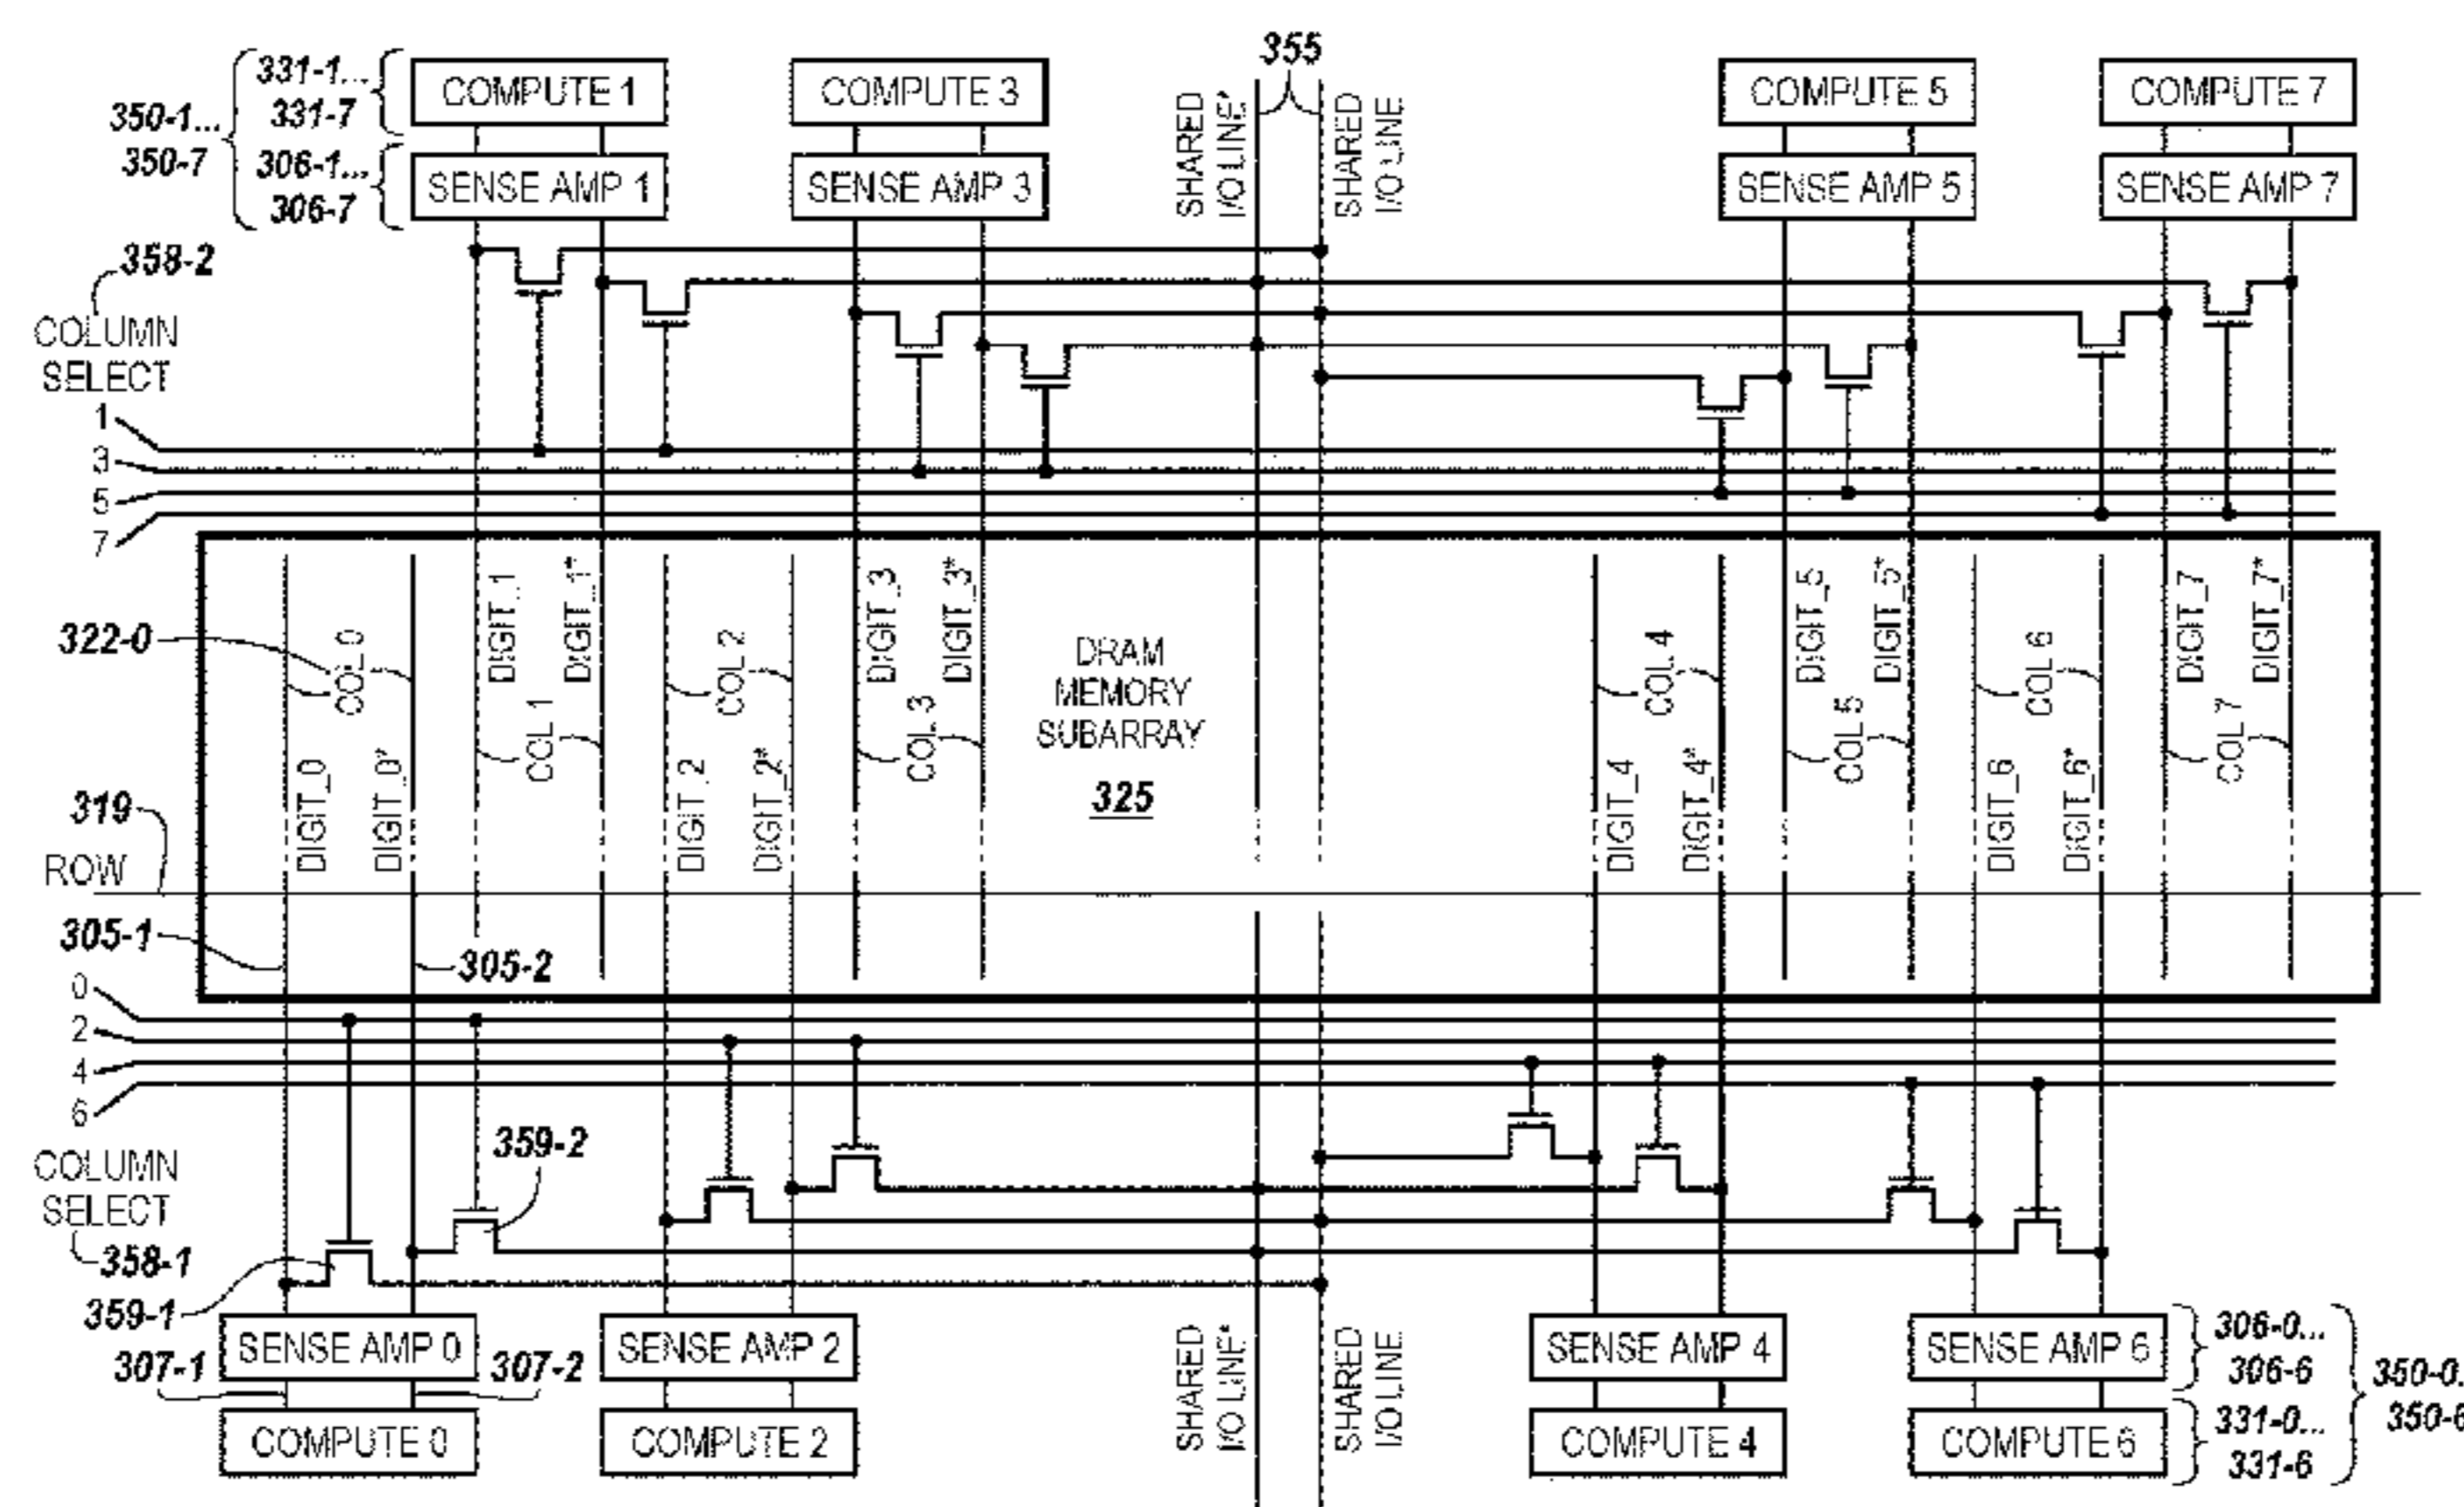 355
331-1...
331-7
350-1...
350-7
306-1...
306-7
COMPUTE 1
COMPUTE 3
COMPUTE 5
COMPUTE 7
SENSE AMP 1
SENSE AMP 3
SENSE AMP 5
SENSE AMP 7
SHARED
I/O LINE*
SHARED
I/O LINE
358-2
COLUMN
SELECT
1
3
5
7
322-0
COL 0
DIGIT_0
DIGIT_0*
DIGIT_1
DIGIT_1*
COL 1
COL 2
DIGIT_2
DIGIT_2*
DIGIT_3
DIGIT_3*
COL 3
DRAM
MEMORY
SUBARRAY
325
COL 4
DIGIT_4
DIGIT_4*
DIGIT_5
DIGIT_5*
COL 5
COL 6
DIGIT_6
DIGIT_6*
DIGIT_7
DIGIT_7*
COL 7
319
ROW
305-1
305-2
0
2
4
6
COLUMN
SELECT
358-1
359-2
359-1
SENSE AMP 0
SENSE AMP 2
SHARED
I/O LINE*
SHARED
I/O LINE
SENSE AMP 4
SENSE AMP 6
306-0...
306-6
307-1
307-2
350-0..
350-6
COMPUTE 0
COMPUTE 2
COMPUTE 4
COMPUTE 6
331-0...
331-6